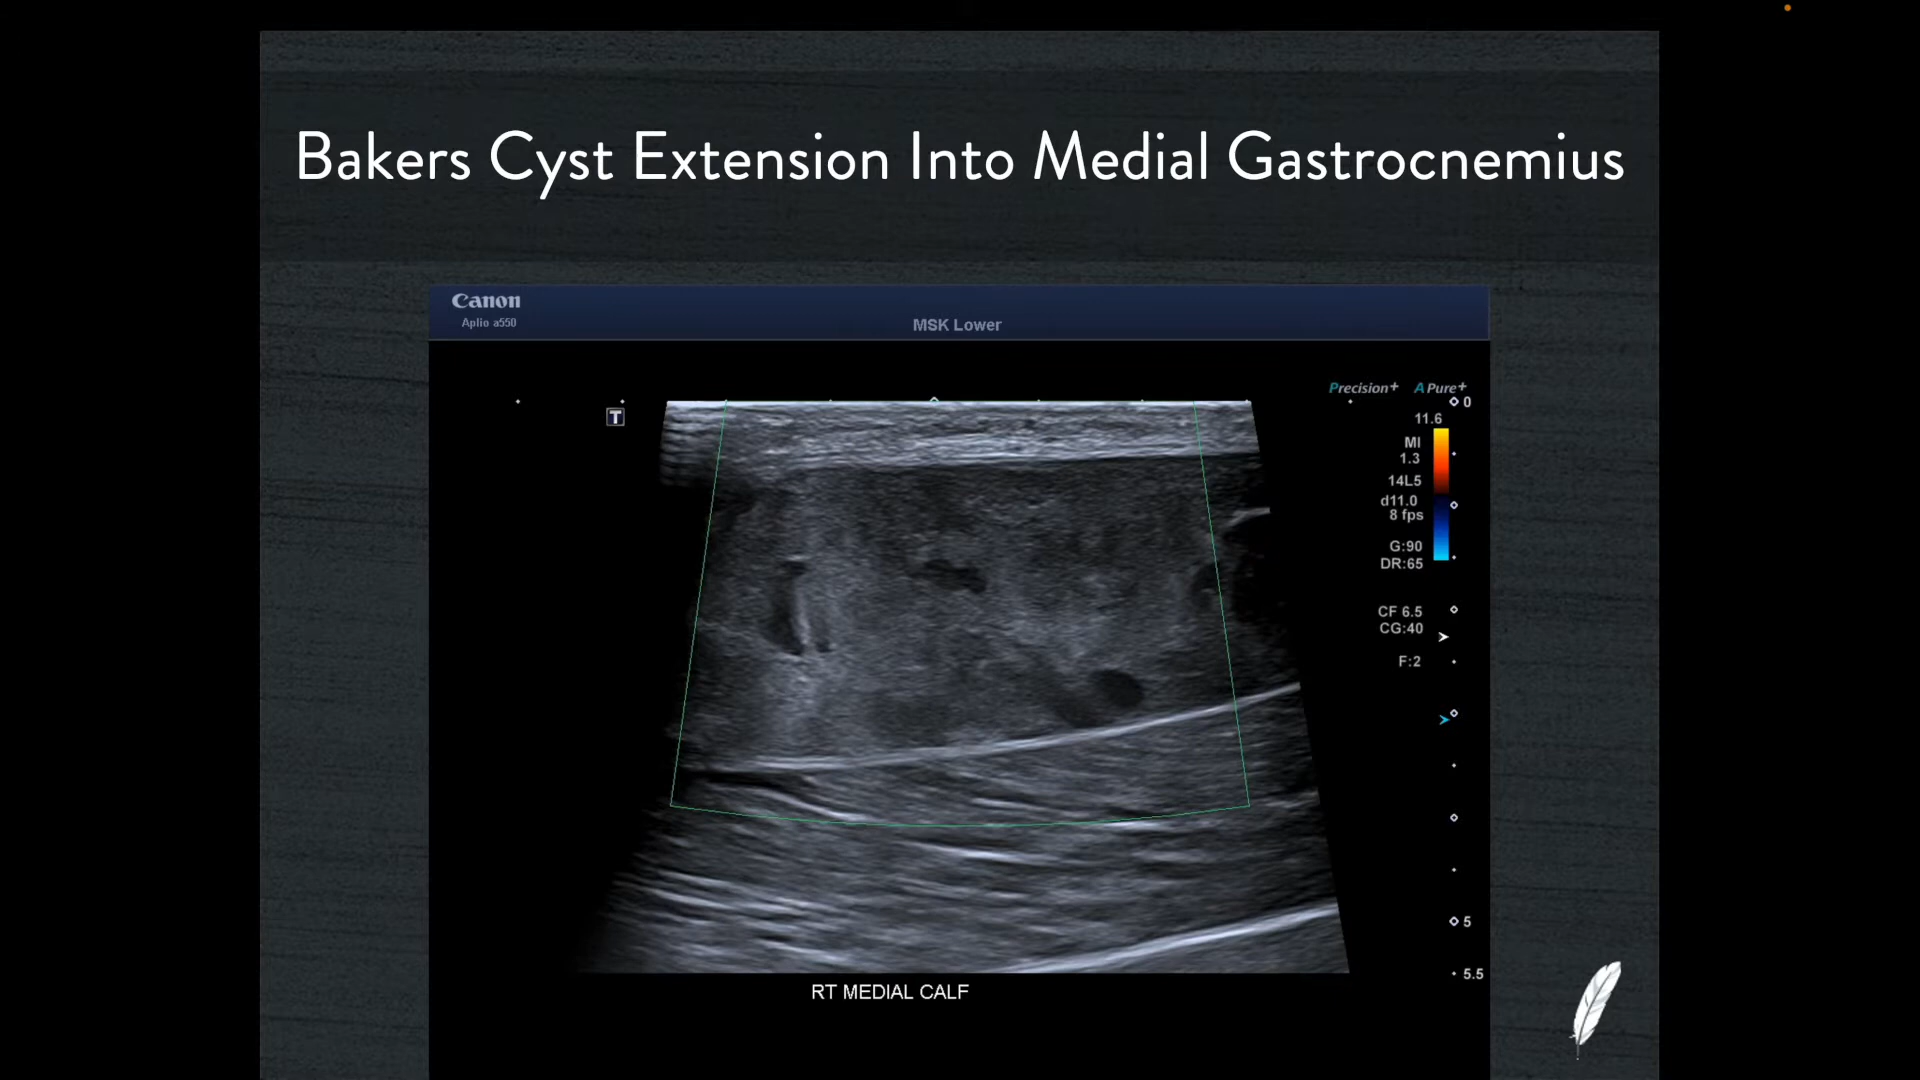 Bakers Cyst Extension Into Medial Gastrocnemius
Canon
Aplio a550
MSK Lower
Precision+ A Pure+
T
0
11.6
MI
1.3
14L5
d11.0
8 fps
G:90
DR:65
CF 6.5
CG:40
F:2
5
5.5
RT MEDIAL CALF